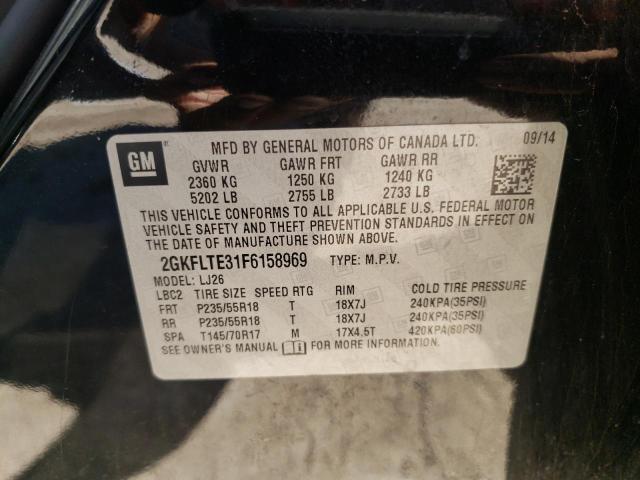 GM
MFD BY GENERAL MOTORS OF CANADA LTD. 09/14
GVWR GAWR FRT GAWR RR
2360 KG 1250 KG 1240 KG
5202 LB 2755 LB 2733 LB
THIS VEHICLE CONFORMS TO ALL APPLICABLE U.S. FEDERAL MOTOR
VEHICLE SAFETY AND THEFT PREVENTION STANDARDS IN EFFECT ON
THE DATE OF MANUFACTURE SHOWN ABOVE.
2GKFLTE31F6158969 TYPE: M.P.V.
MODEL: LJ26
LBC2 TIRE SIZE SPEED RTG RIM COLD TIRE PRESSURE
FRT P235/55R18 T 18X7J 240KPA(35PSI)
RR P235/55R18 T 18X7J 240KPA(35PSI)
SPA T145/70R17 M 17X4.5T 420KPA(60PSI)
SEE OWNER'S MANUAL FOR MORE INFORMATION.